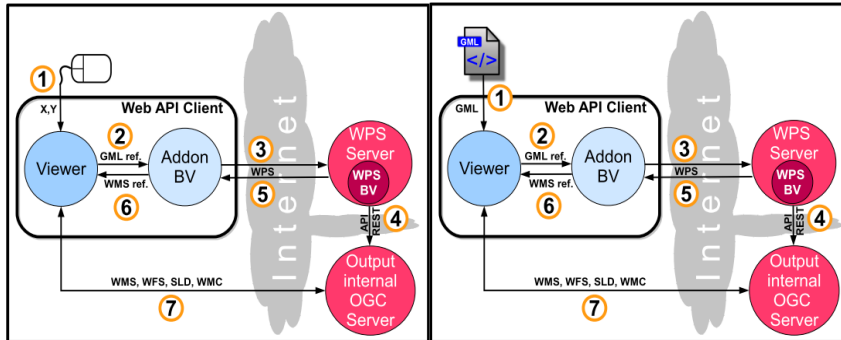 1
X,Y
Web API Client
Viewer
2
GML ref.
WMS ref.
6
Addon
BV
3
WPS
5
Internet
WPS
Server
WPS
BV
API
REST
4
Output
internal
OGC
Server
WMS, WFS, SLD, WMC
7
GML
</>
1
GML
Web API Client
Viewer
2
GML ref.
WMS ref.
6
Addon
BV
3
WPS
5
Internet
WPS
Server
WPS
BV
API
REST
4
Output
internal
OGC
Server
WMS, WFS, SLD, WMC
7